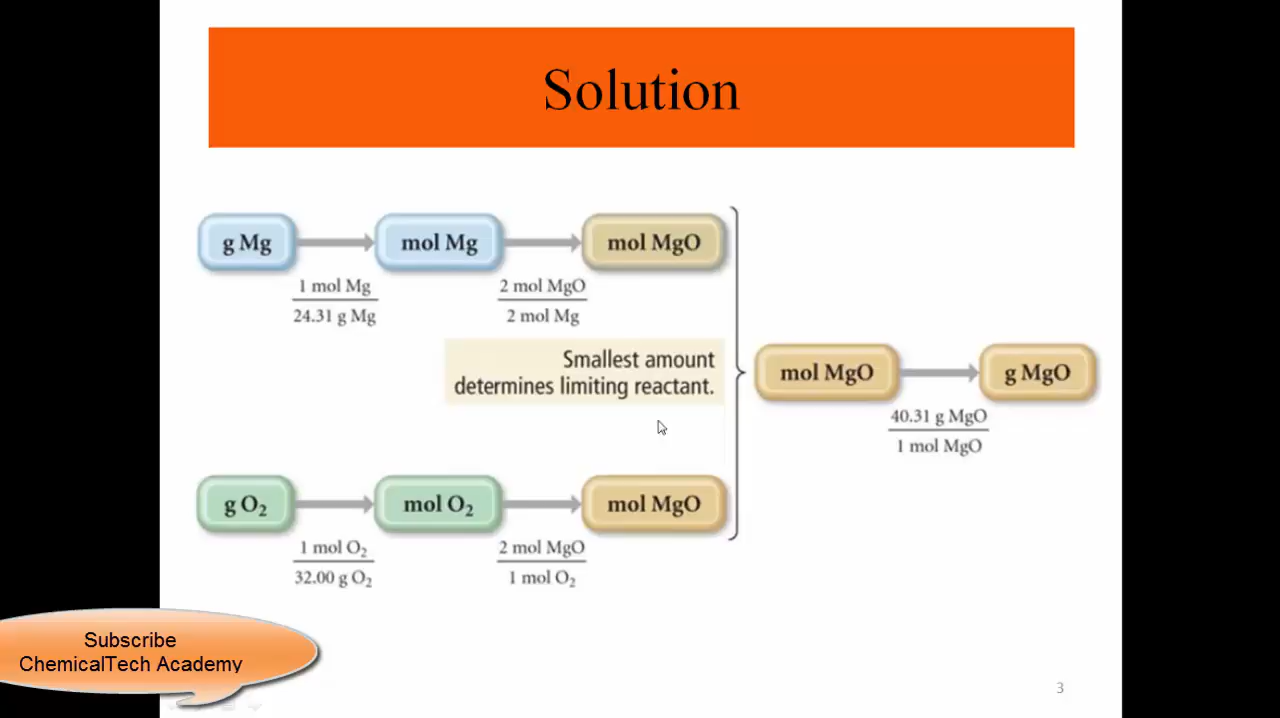 Solution
g Mg
mol Mg
mol MgO
1 mol Mg
24.31 g Mg
2 mol MgO
2 mol Mg
Smallest amount
determines limiting reactant.
mol MgO
g MgO
40.31 g MgO
1 mol MgO
g O₂
mol O₂
mol MgO
1 mol O₂
32.00 g O₂
2 mol MgO
1 mol O₂
Subscribe
ChemicalTech Academy
3